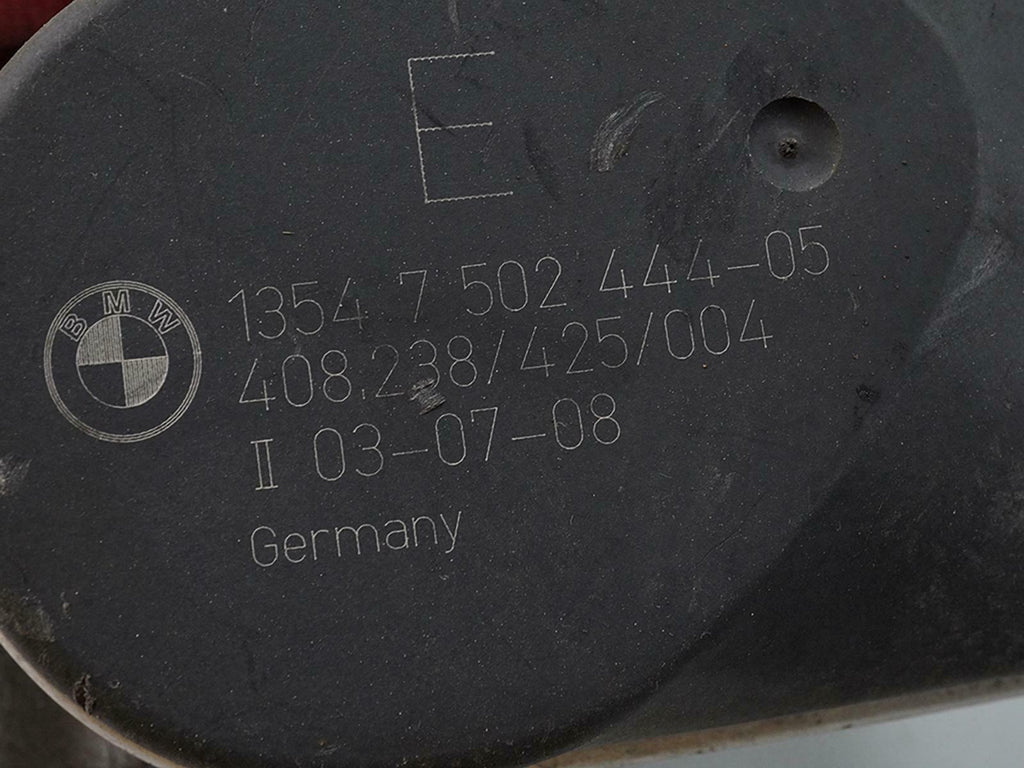 E
BMW
1354 7 502 444-05
408.238/425/004
II 03-07-08
Germany